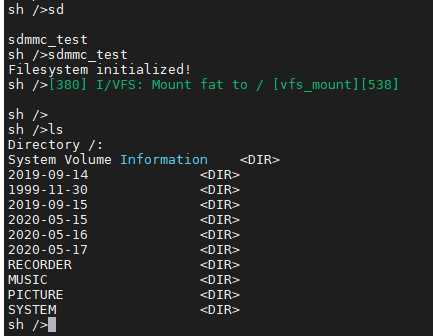 sh />sd
sdmmc_test
sh />sdmmc_test
Filesystem initialized!
sh />[380] I/VFS: Mount fat to / [vfs_mount][538]
sh />
sh />ls
Directory /:
System Volume Information    <DIR>
2019-09-14    <DIR>
1999-11-30    <DIR>
2019-09-15    <DIR>
2020-05-15    <DIR>
2020-05-16    <DIR>
2020-05-17    <DIR>
RECORDER    <DIR>
MUSIC    <DIR>
PICTURE    <DIR>
SYSTEM    <DIR>
sh />